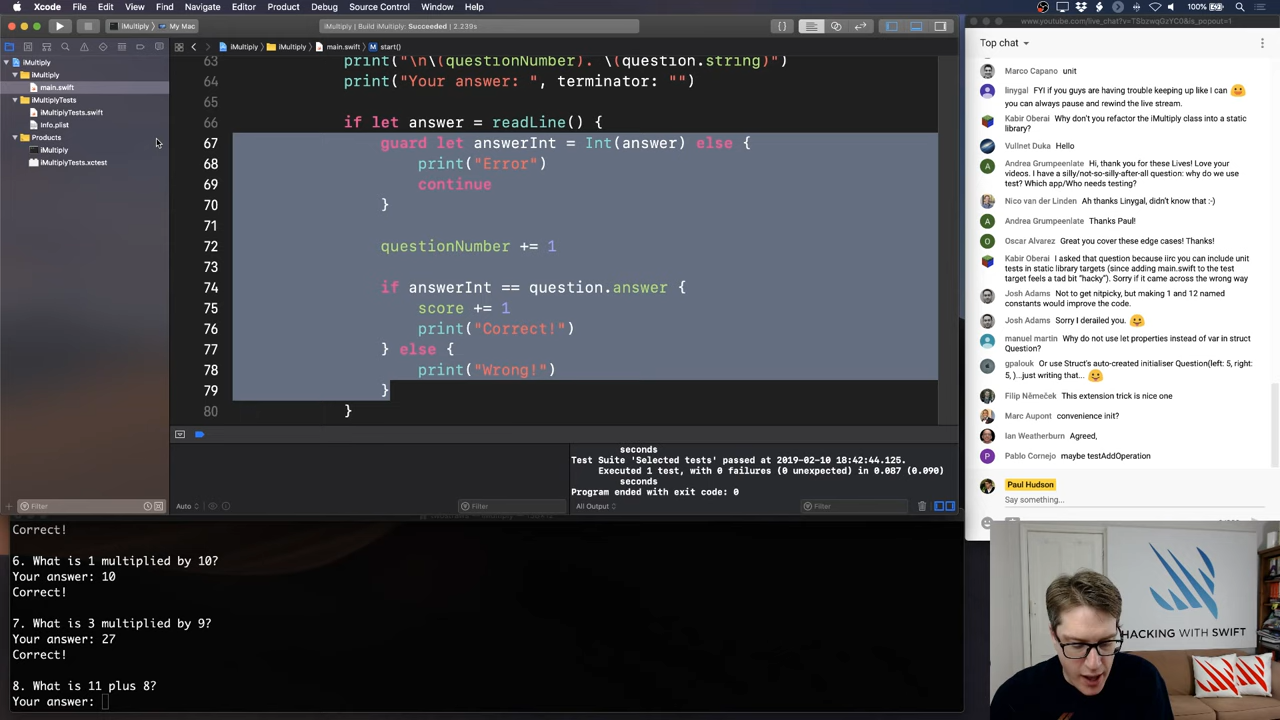 Xcode File Edit View Find Navigate Editor Product Debug Source Control Window Help
iMultiply My Mac
iMultiply | Build iMultiply: Succeeded | 2.239s
www.youtube.com/live_chat?v=TSbzwqGzYC0&is_popout=1
iMultiply
iMultiply
main.swift
iMultiplyTests
iMultiplyTests.swift
Info.plist
Products
iMultiply
iMultiplyTests.xctest
Filter
iMultiply iMultiply main.swift M start()
63 print("\n\(questionNumber). \(question.string)")
64 print("Your answer: ", terminator: "")
65
66 if let answer = readLine() {
67 guard let answerInt = Int(answer) else {
68 print("Error")
69 continue
70 }
71
72 questionNumber += 1
73
74 if answerInt == question.answer {
75 score += 1
76 print("Correct!")
77 } else {
78 print("Wrong!")
79 }
80 }
Auto
Filter
seconds
Test Suite 'Selected tests' passed at 2019-02-10 18:42:44.125.
Executed 1 test, with 0 failures (0 unexpected) in 0.087 (0.090)
seconds
Program ended with exit code: 0
All Output
Filter
Correct!
6. What is 1 multiplied by 10?
Your answer: 10
Correct!
7. What is 3 multiplied by 9?
Your answer: 27
Correct!
8. What is 11 plus 8?
Your answer:
Top chat
Marco Capano unit
linygal FYI if you guys are having trouble keeping up like I can
you can always pause and rewind the live stream.
Kabir Oberai Why don't you refactor the iMultiply class into a static
library?
Vullnet Duka Hello
Andrea Grumpeenlate Hi, thank you for these Lives! Love your
videos. I have a silly/not-so-silly-after-all question: why do we use
test? Which app/Who needs testing?
Nico van der Linden Ah thanks Linygal, didn't know that :-)
Andrea Grumpeenlate Thanks Paul!
Oscar Alvarez Great you cover these edge cases! Thanks!
Kabir Oberai I asked that question because iirc you can include unit
tests in static library targets (since adding main.swift to the test
target feels a tad bit "hacky"). Sorry if it came across the wrong way
Josh Adams Not to get nitpicky, but making 1 and 12 named
constants would improve the code.
Josh Adams Sorry I derailed you.
manuel martin Why do not use let properties instead of var in struct
Question?
gpalouk Or use Struct's auto-created initialiser Question(left: 5, right:
5, )...just writing that...
Filip Němeček This extension trick is nice one
Marc Aupont convenience init?
Ian Weatherburn Agreed,
Pablo Cornejo maybe testAddOperation
Paul Hudson
Say something...
HACKING WITH SWIFT